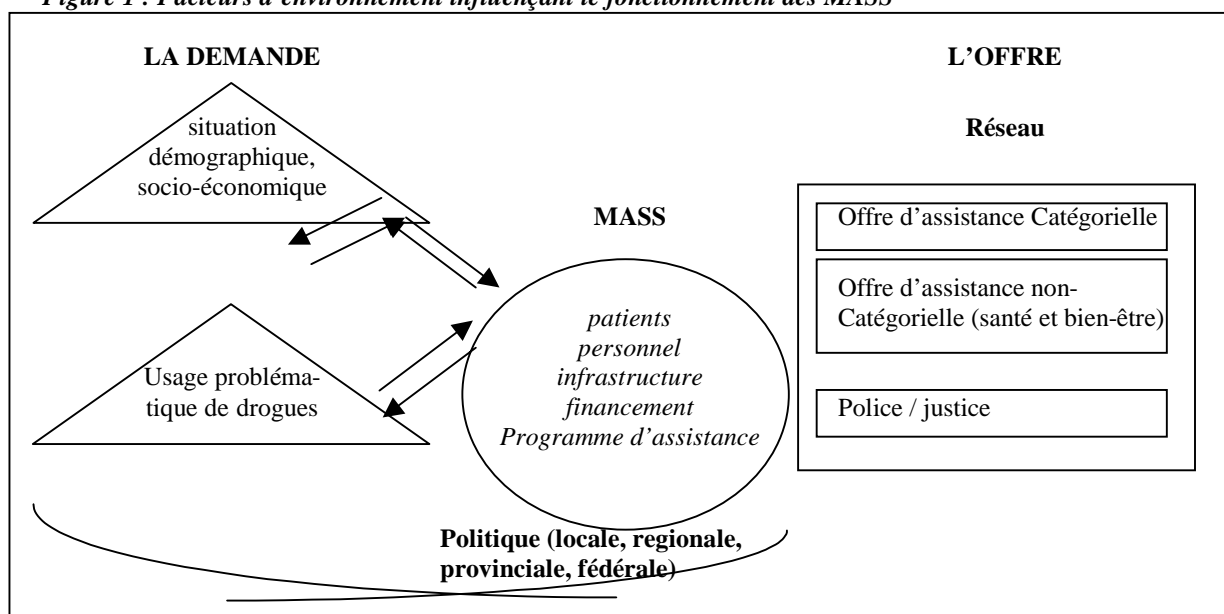 Figure 1 : Facteurs d'environnement influençant le fonctionnement des MASS
LA DEMANDE
situation
démographique,
socio-économique
Usage probléma-
tique de drogues
MASS
patients
personnel
infrastructure
financement
Programme d'assistance
L'OFFRE
Réseau
Offre d'assistance Catégorielle
Offre d'assistance non-
Catégorielle (santé et bien-être)
Police / justice
Politique (locale, regionale,
provinciale, fédérale)